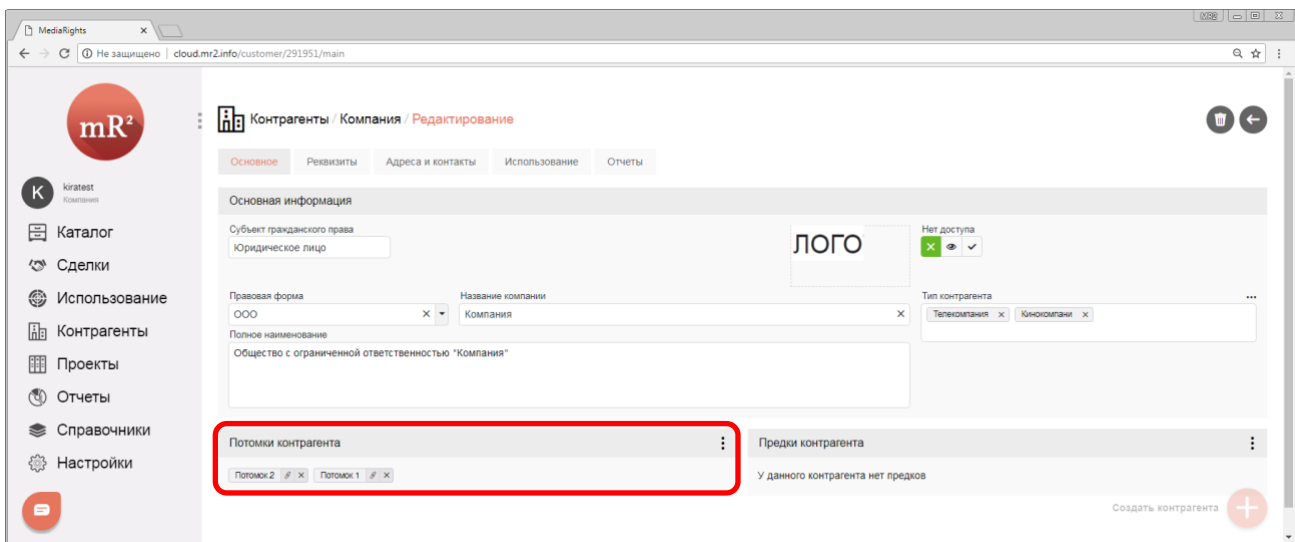 MediaRights
Не защищено cloud.mr2.info/customer/291951/main
mR²
Контрагенты / Компания / Редактирование
Основное Реквизиты Адреса и контакты Использование Отчеты
K
kiratest
Компания
Каталог
Сделки
Использование
Контрагенты
Проекты
Отчеты
Справочники
Настройки
Основная информация
Субъект гражданского права
Юридическое лицо
ЛОГО
Нет доступа
Правовая форма
ООО
Название компании
Компания
Тип контрагента
Телекомпания Кинокомпани
Полное наименование
Общество с ограниченной ответственностью "Компания"
Потомки контрагента
Потомок 2 Потомок 1
Предки контрагента
У данного контрагента нет предков
Создать контрагента